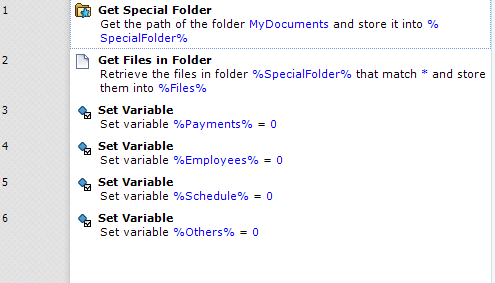 1
Get Special Folder
Get the path of the folder MyDocuments and store it into %
SpecialFolder%
2
Get Files in Folder
Retrieve the files in folder %SpecialFolder% that match * and store
them into %Files%
3
Set Variable
Set variable %Payments% = 0
4
Set Variable
Set variable %Employees% = 0
5
Set Variable
Set variable %Schedule% = 0
6
Set Variable
Set variable %Others% = 0